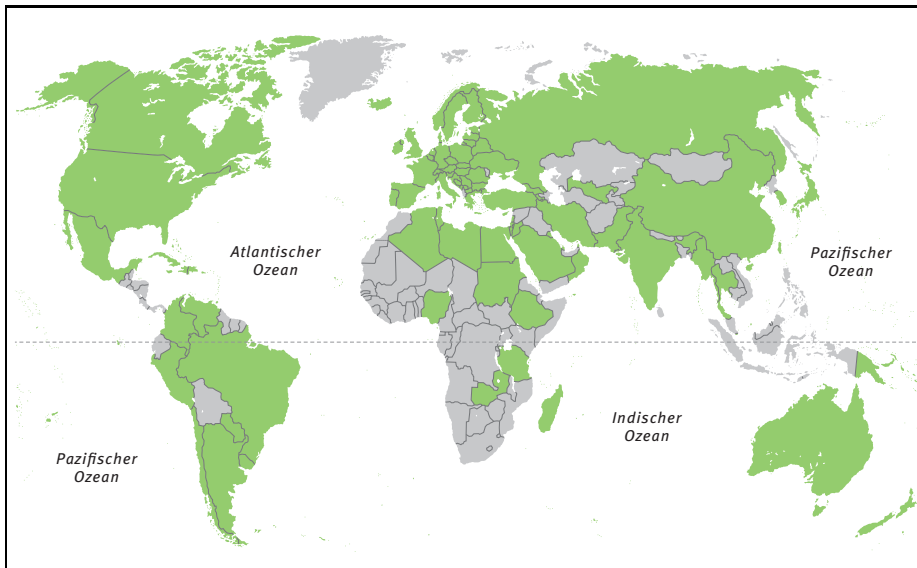 Atlantischer
Ozean
Pazifischer
Ozean
Indischer
Ozean
Pazifischer
Ozean